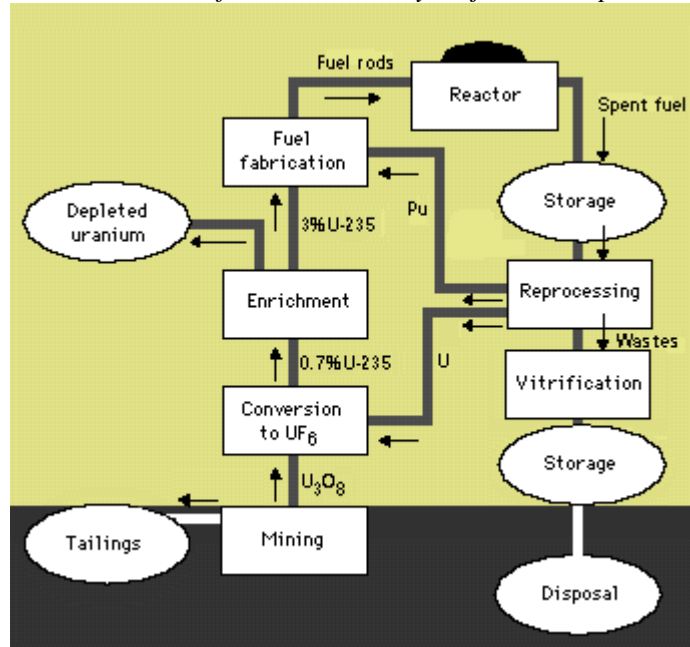 Fuel rods
Reactor
Spent fuel
Fuel
fabrication
Storage
Depleted
uranium
Pu
3% U-235
Enrichment
Reprocessing
Wastes
0.7% U-235
U
Vitrification
Conversion
to UF6
Storage
U3O8
Tailings
Mining
Disposal